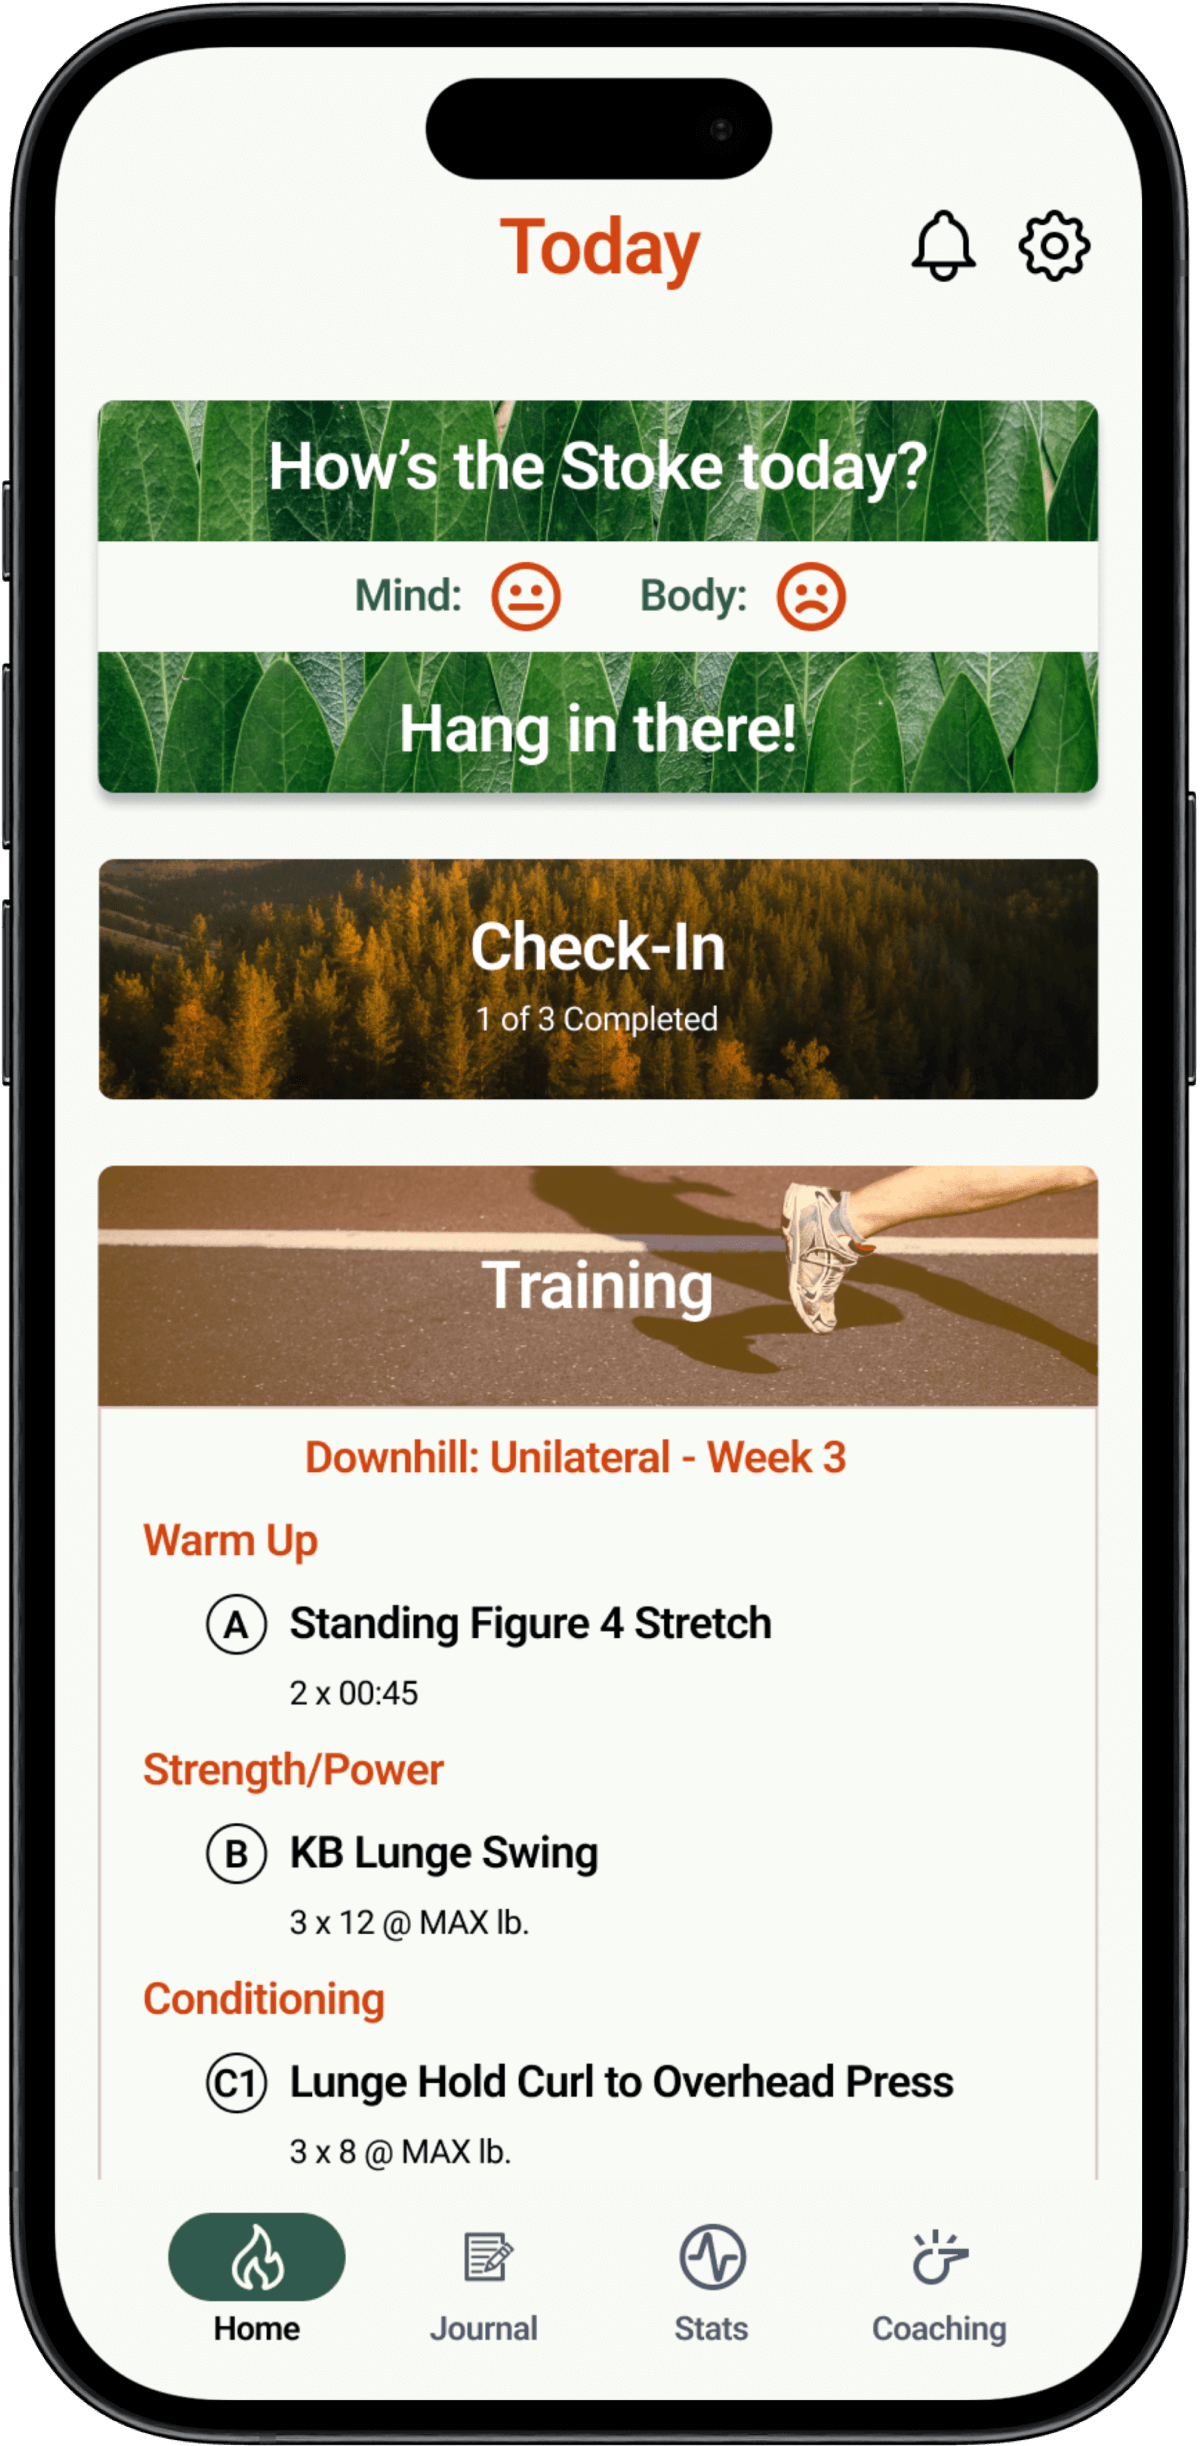 Today
How’s the Stoke today?
Mind: Body:
Hang in there!
Check-In
1 of 3 Completed
Training
Downhill: Unilateral - Week 3
Warm Up
A Standing Figure 4 Stretch
2 x 00:45
Strength/Power
B KB Lunge Swing
3 x 12 @ MAX lb.
Conditioning
C1 Lunge Hold Curl to Overhead Press
3 x 8 @ MAX lb.
Home Journal Stats Coaching